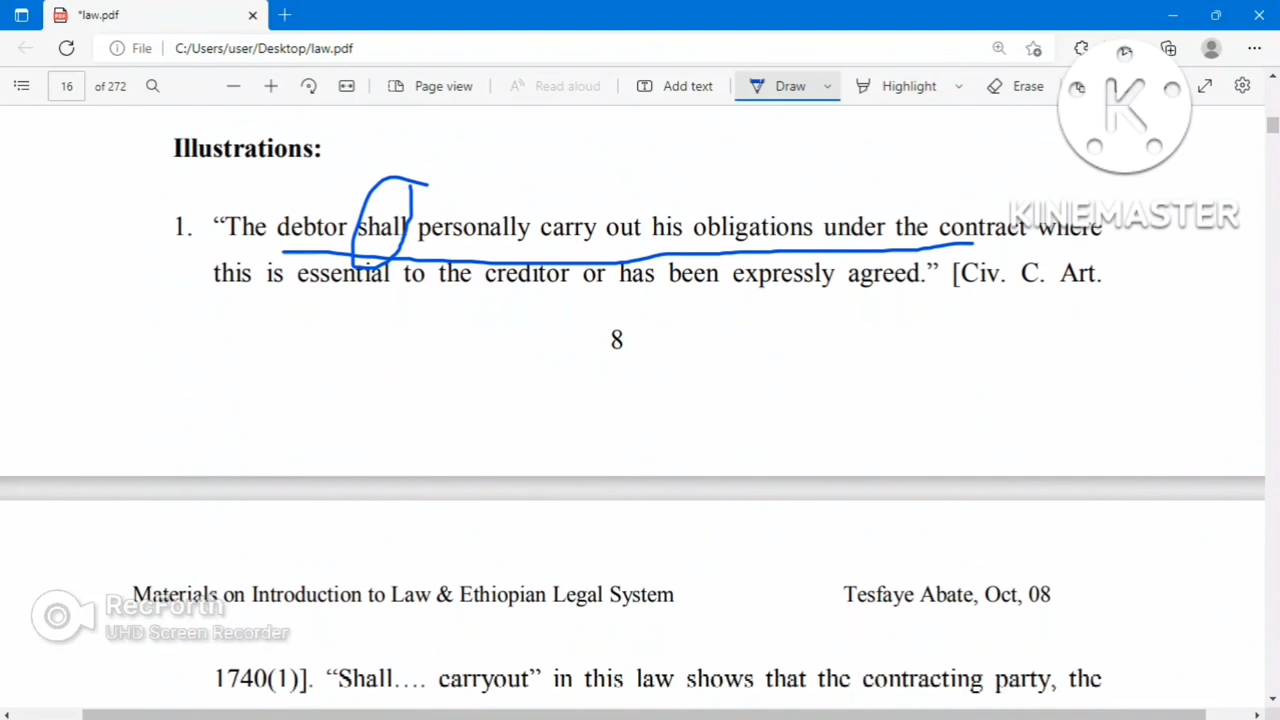 *law.pdf
File C:/Users/user/Desktop/law.pdf
16 of 272 Page view Read aloud Add text Draw Highlight Erase
KINEMASTER
Illustrations:
1. “The debtor shall personally carry out his obligations under the contract where
this is essential to the creditor or has been expressly agreed.” [Civ. C. Art.
8
Materials on Introduction to Law & Ethiopian Legal System Tesfaye Abate, Oct, 08
RecForth
UHD Screen Recorder
1740(1)]. “Shall…. carryout” in this law shows that the contracting party, the